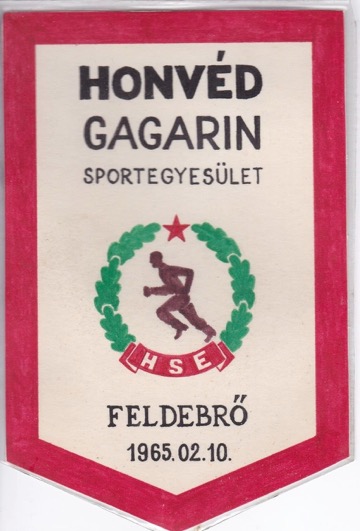 HONVÉD
GAGARIN
SPORTEGYESÜLET
HSE
FELDEBRŐ
1965.02.10.